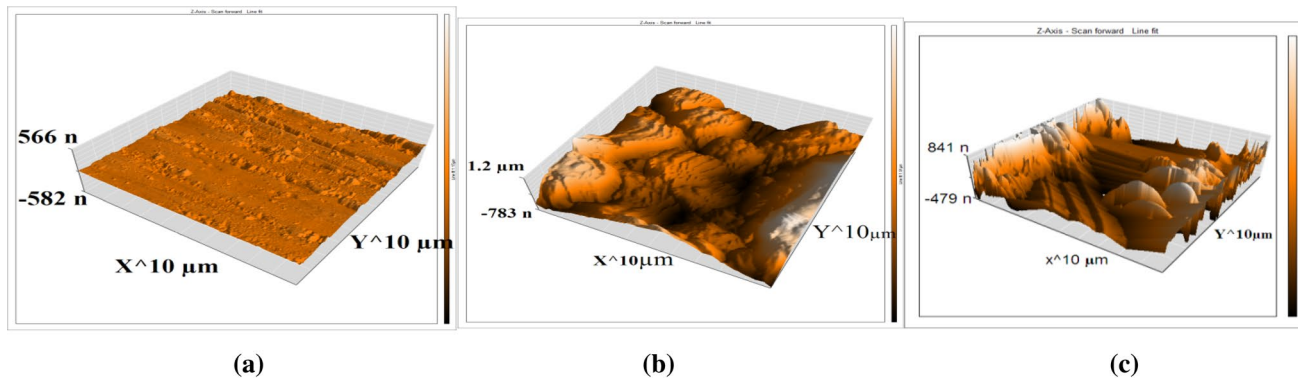 Z-Axis - Scan forward Line fit
566 n
-582 n
X^10 µm
Y^10 µm
(a)
Z-Axis - Scan forward Line fit
1.2 µm
-783 n
X^10µm
Y^10µm
(b)
Z-Axis - Scan forward Line fit
841 n
-479 n
x^10 µm
Y^10µm
(c)